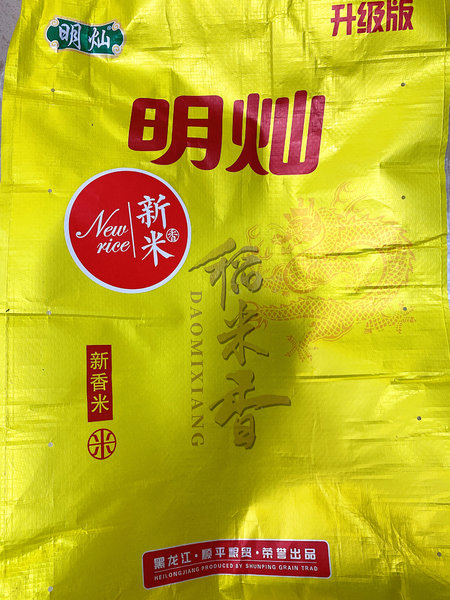 明灿
升级版
明灿
New rice
新米
香
稻米香
DAOMIXIANG
新香米
米
黑龙江·顺平粮贸·荣誉出品
HEILONGJIANG PRODUCED BY SHUNPING GRAIN TRAD